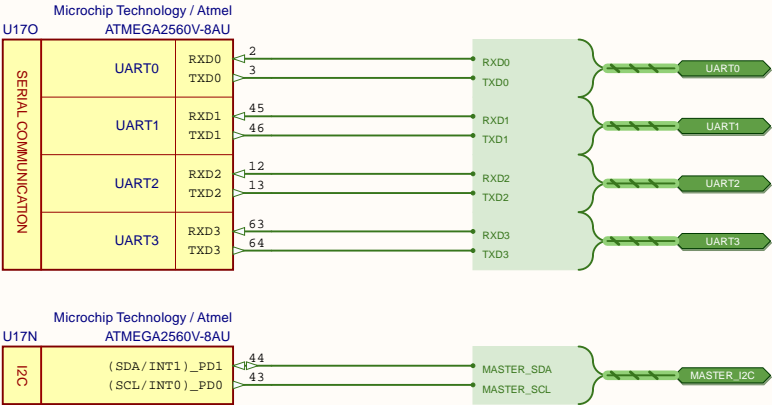 Microchip Technology / Atmel
U17O ATMEGA2560V-8AU
SERIAL COMMUNICATION
UART0 RXD0 2 RXD0 UART0
TXD0 3 TXD0
UART1 RXD1 45 RXD1 UART1
TXD1 46 TXD1
UART2 RXD2 12 RXD2 UART2
TXD2 13 TXD2
UART3 RXD3 63 RXD3 UART3
TXD3 64 TXD3
Microchip Technology / Atmel
U17N ATMEGA2560V-8AU
I2C
(SDA/INT1)_PD1 44 MASTER_SDA MASTER_I2C
(SCL/INT0)_PD0 43 MASTER_SCL